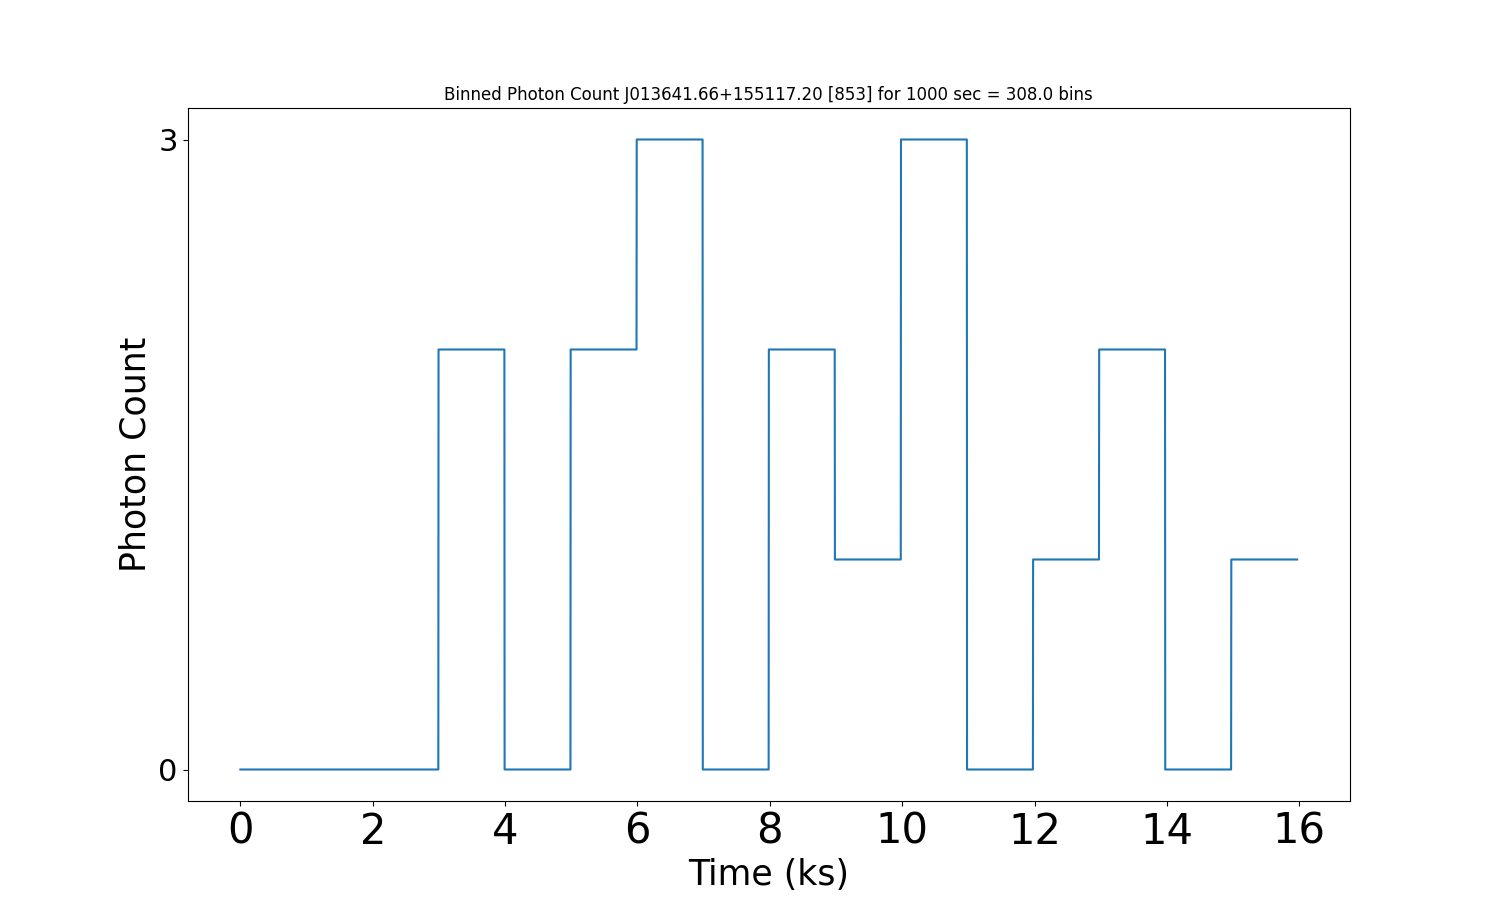 Binned Photon Count J013641.66+155117.20 [853] for 1000 sec = 308.0 bins
3
Photon Count
0
0 2 4 6 8 10 12 14 16
Time (ks)